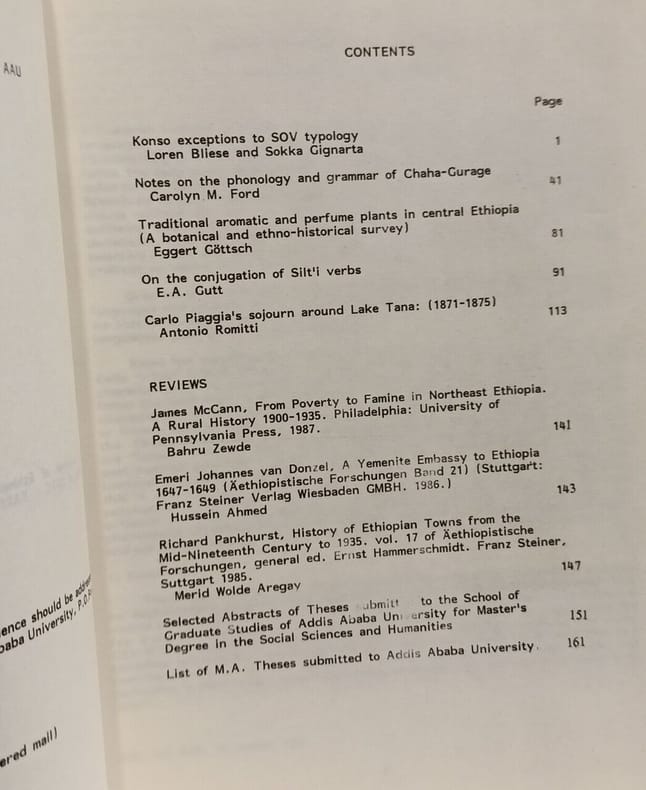 AAU
ence should be
baba University, P.O.
ered mail)
CONTENTS
Page
Konso exceptions to SOV typology 1
Loren Bliese and Sokka Gignarta
Notes on the phonology and grammar of Chaha-Gurage 41
Carolyn M. Ford
Traditional aromatic and perfume plants in central Ethiopia
(A botanical and ethno-historical survey) 81
Eggert Göttsch
On the conjugation of Silt'i verbs 91
E.A. Gutt
Carlo Piaggia's sojourn around Lake Tana: (1871-1875) 113
Antonio Romitti
REVIEWS
James McCann, From Poverty to Famine in Northeast Ethiopia.
A Rural History 1900-1935. Philadelphia: University of
Pennsylvania Press, 1987. 141
Bahru Zewde
Emeri Johannes van Donzel, A Yemenite Embassy to Ethiopia
1647-1649 (Äethiopistische Forschungen Band 21) (Stuttgart:
Franz Steiner Verlag Wiesbaden GMBH. 1986.) 143
Hussein Ahmed
Richard Pankhurst, History of Ethiopian Towns from the
Mid-Nineteenth Century to 1935. vol. 17 of Äethiopistische
Forschungen, general ed. Ernst Hammerschmidt. Franz Steiner,
Suttgart 1985. 147
Merid Wolde Aregay
Selected Abstracts of Theses to the School of
Graduate Studies of Addis Ababa University for Master's
Degree in the Social Sciences and Humanities 151
List of M.A. Theses submitted to Addis Ababa University. 161